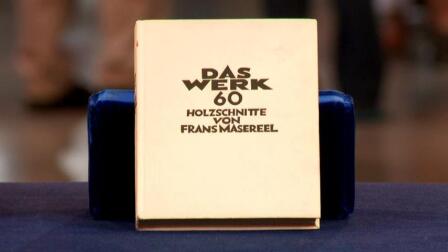 DAS
WERK
60
HOLZSCHNITTE
VON
FRANS MASEREEL